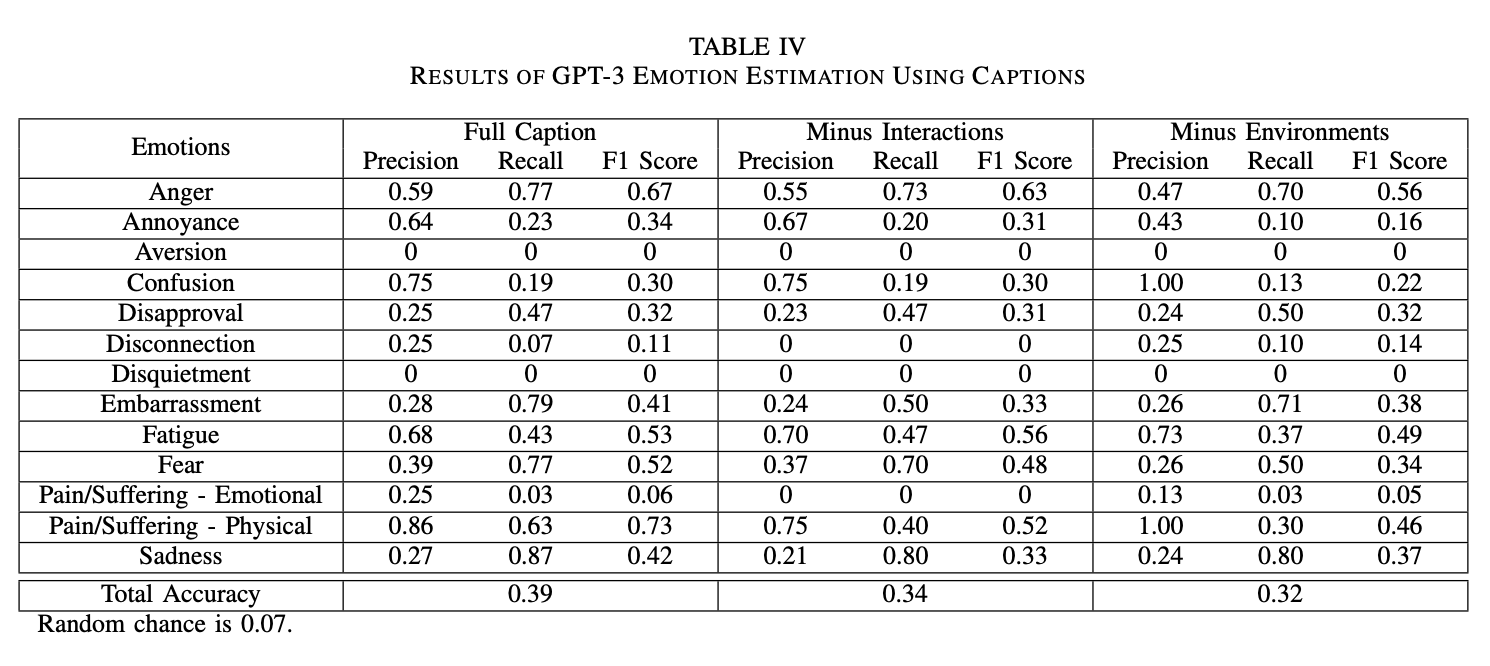 TABLE IV
RESULTS OF GPT-3 EMOTION ESTIMATION USING CAPTIONS
Emotions Full Caption Minus Interactions Minus Environments
Precision Recall F1 Score Precision Recall F1 Score Precision Recall F1 Score
Anger 0.59 0.77 0.67 0.55 0.73 0.63 0.47 0.70 0.56
Annoyance 0.64 0.23 0.34 0.67 0.20 0.31 0.43 0.10 0.16
Aversion 0 0 0 0 0 0 0 0 0
Confusion 0.75 0.19 0.30 0.75 0.19 0.30 1.00 0.13 0.22
Disapproval 0.25 0.47 0.32 0.23 0.47 0.31 0.24 0.50 0.32
Disconnection 0.25 0.07 0.11 0 0 0 0.25 0.10 0.14
Disquietment 0 0 0 0 0 0 0 0 0
Embarrassment 0.28 0.79 0.41 0.24 0.50 0.33 0.26 0.71 0.38
Fatigue 0.68 0.43 0.53 0.70 0.47 0.56 0.73 0.37 0.49
Fear 0.39 0.77 0.52 0.37 0.70 0.48 0.26 0.50 0.34
Pain/Suffering - Emotional 0.25 0.03 0.06 0 0 0 0.13 0.03 0.05
Pain/Suffering - Physical 0.86 0.63 0.73 0.75 0.40 0.52 1.00 0.30 0.46
Sadness 0.27 0.87 0.42 0.21 0.80 0.33 0.24 0.80 0.37
Total Accuracy 0.39 0.34 0.32
Random chance is 0.07.